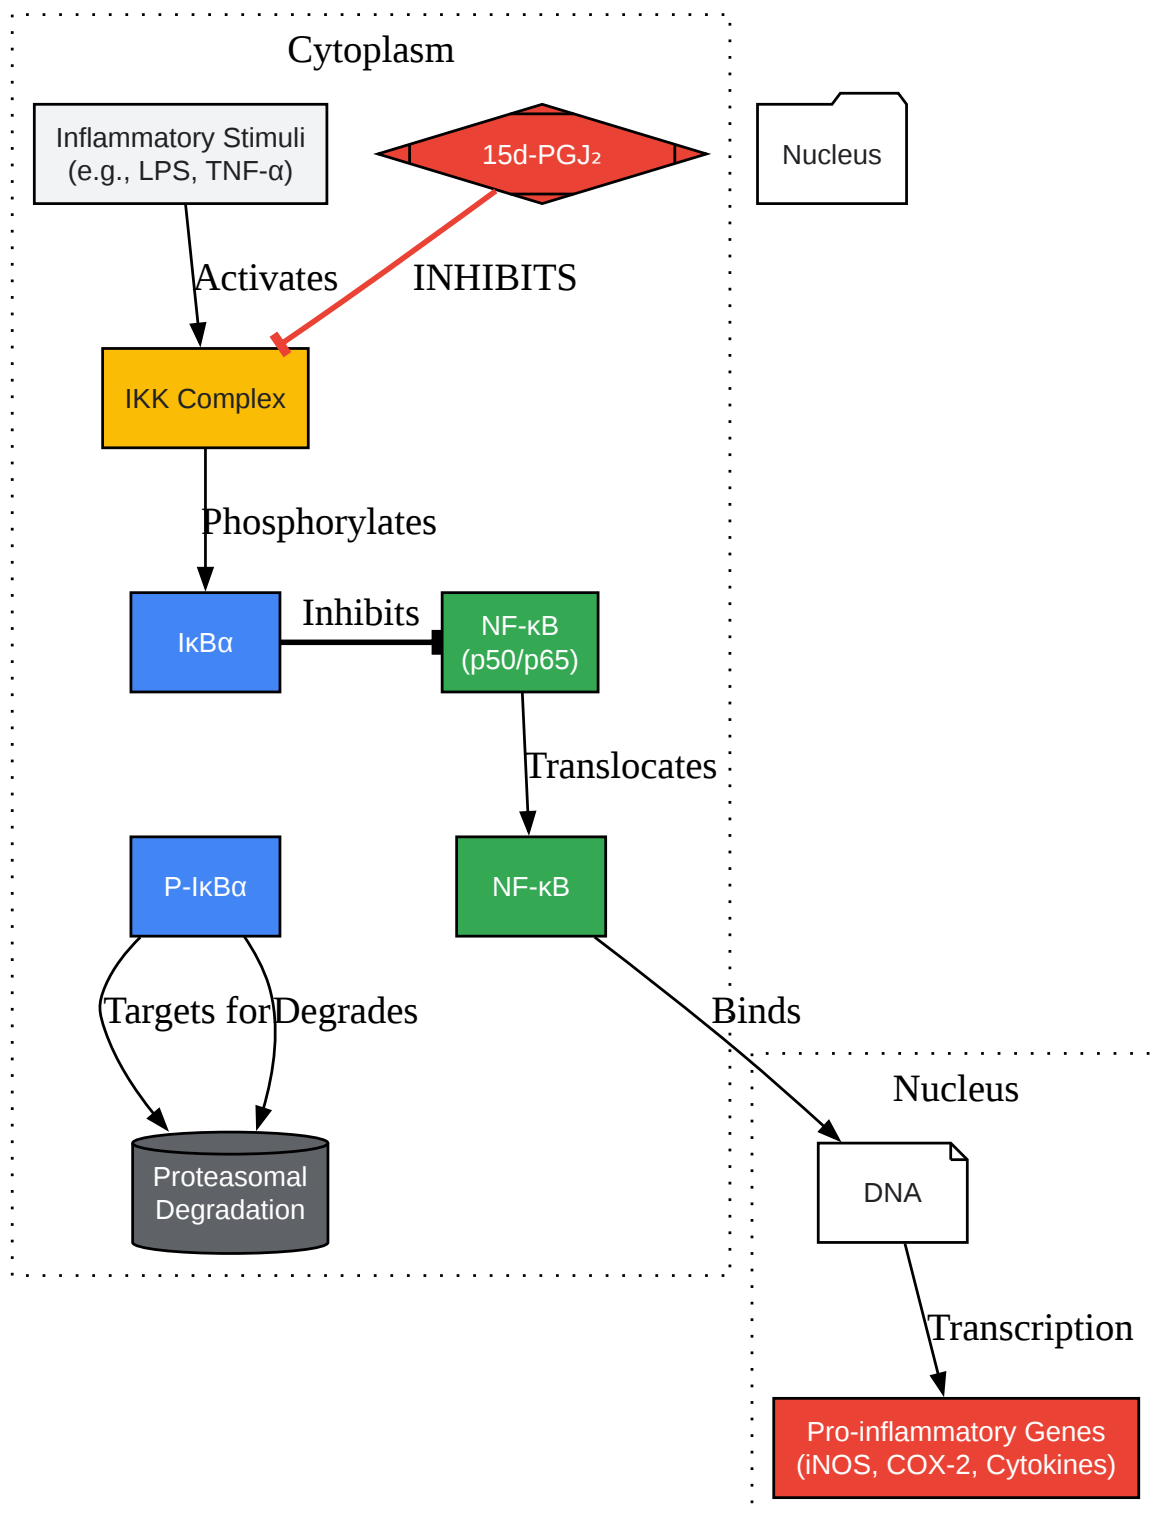 Cytoplasm
Inflammatory Stimuli
(e.g., LPS, TNF-α)
15d-PGJ₂
Nucleus
Activates
INHIBITS
IKK Complex
Phosphorylates
IκBα
Inhibits
NF-κB
(p50/p65)
Translocates
P-IκBα
NF-κB
Targets for
Degrades
Binds
Nucleus
Proteasomal
Degradation
DNA
Transcription
Pro-inflammatory Genes
(iNOS, COX-2, Cytokines)